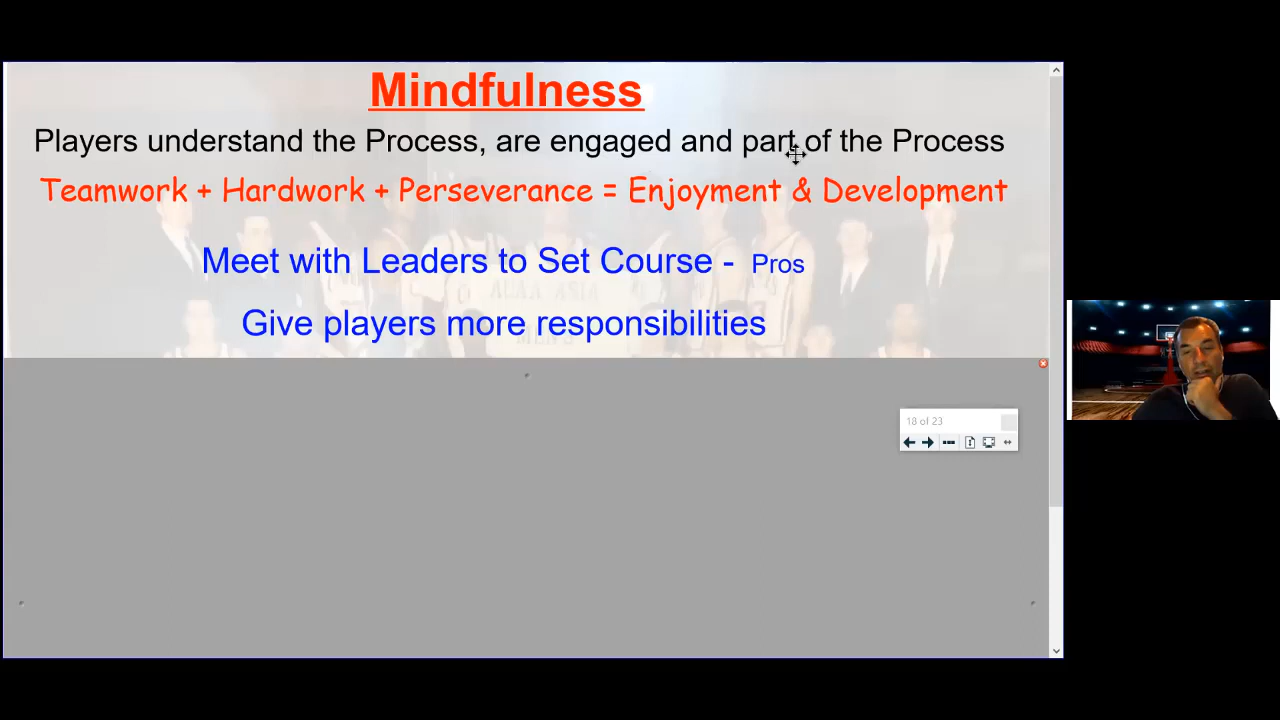 Mindfulness
Players understand the Process, are engaged and part of the Process
Teamwork + Hardwork + Perseverance = Enjoyment & Development
Meet with Leaders to Set Course - Pros
Give players more responsibilities
18 of 23